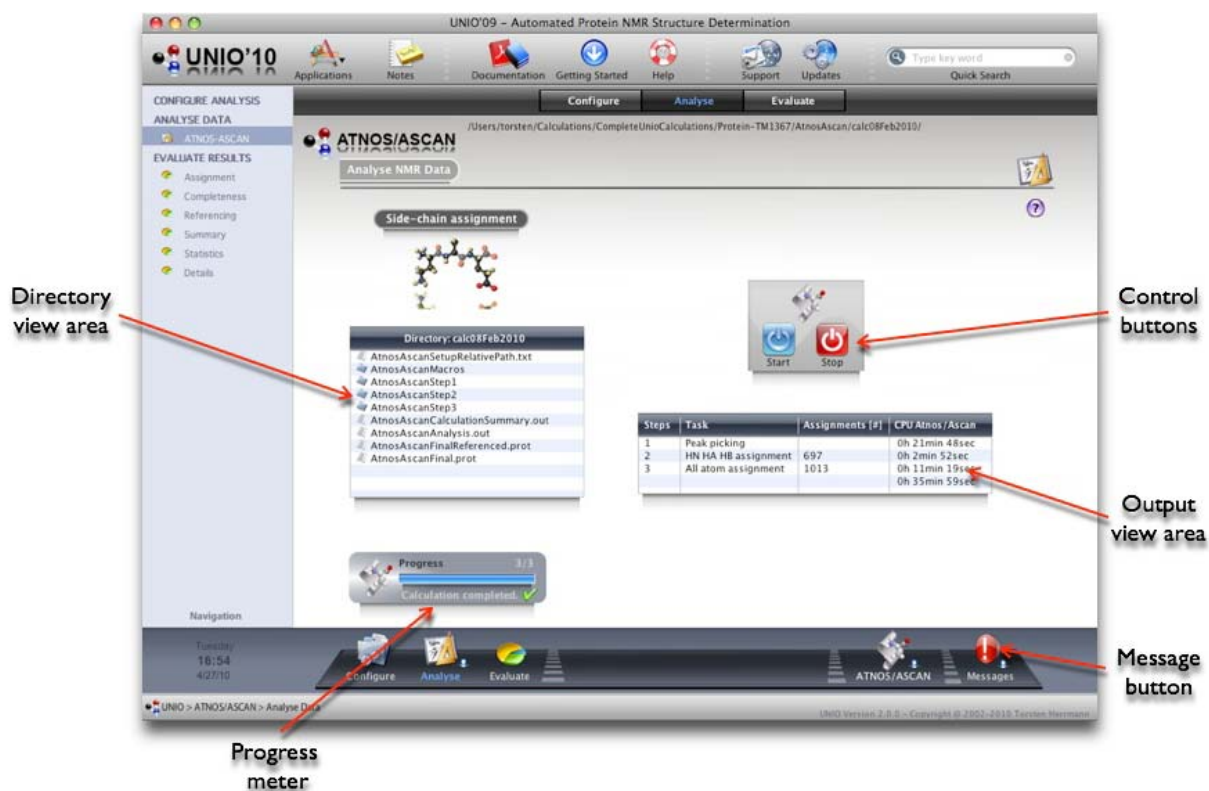 UNIO'09 – Automated Protein NMR Structure Determination
UNIO'10
Applications
Notes
Documentation
Getting Started
Help
Support
Updates
Type key word
Quick Search
CONFIGURE ANALYSIS
ANALYSE DATA
ATNOS-ASCAN
EVALUATE RESULTS
Assignment
Completeness
Referencing
Summary
Statistics
Details
Navigation
Configure
Analyse
Evaluate
/Users/torsten/Calculations/CompleteUnioCalculations/Protein-TM1367/AtnosAscan/calc08Feb2010/
ATNOS/ASCAN
Analyse NMR Data
?
Side-chain assignment
Directory: calc08Feb2010
AtnosAscanSetupRelativePath.txt
AtnosAscanMacros
AtnosAscanStep1
AtnosAscanStep2
AtnosAscanStep3
AtnosAscanCalculationSummary.out
AtnosAscanAnalysis.out
AtnosAscanFinalReferenced.prot
AtnosAscanFinal.prot
Start
Stop
Steps Task Assignments [#] CPU Atnos/Ascan
1 Peak picking 0h 21min 48sec
2 HN HA HB assignment 697 0h 2min 52sec
3 All atom assignment 1013 0h 11min 19sec
0h 35min 59sec
Progress 3/3
Calculation completed.
Tuesday
16:54
4/27/10
Configure
Analyse
Evaluate
ATNOS/ASCAN
Messages
UNIO > ATNOS/ASCAN > Analyse Data
UNIO Version 2.0.0 – Copyright © 2002-2010 Torsten Herrmann
Directory
view area
Control
buttons
Output
view area
Message
button
Progress
meter